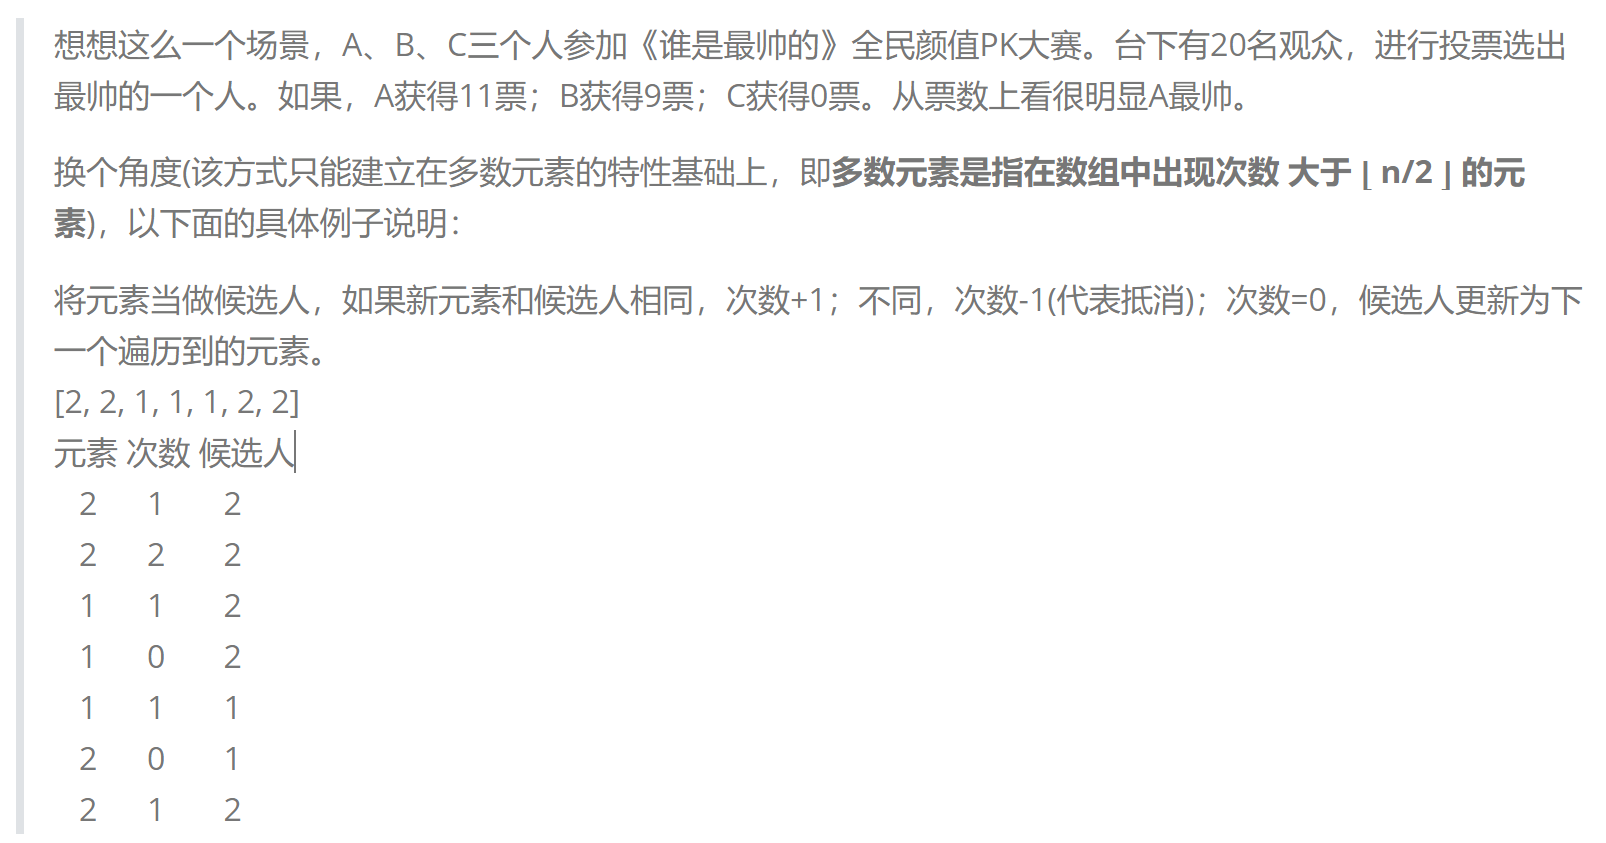 想想这么一个场景，A、B、C三个人参加《谁是最帅的》全民颜值PK大赛。台下有20名观众，进行投票选出
最帅的一个人。如果，A获得11票；B获得9票；C获得0票。从票数上看很明显A最帅。
换个角度(该方式只能建立在多数元素的特性基础上，即多数元素是指在数组中出现次数 大于 ⌊ n/2 ⌋ 的元
素)，以下面的具体例子说明：
将元素当做候选人，如果新元素和候选人相同，次数+1；不同，次数-1(代表抵消)；次数=0，候选人更新为下
一个遍历到的元素。
[2, 2, 1, 1, 1, 2, 2]
元素 次数 候选人
2 1 2
2 2 2
1 1 2
1 0 2
1 1 1
2 0 1
2 1 2